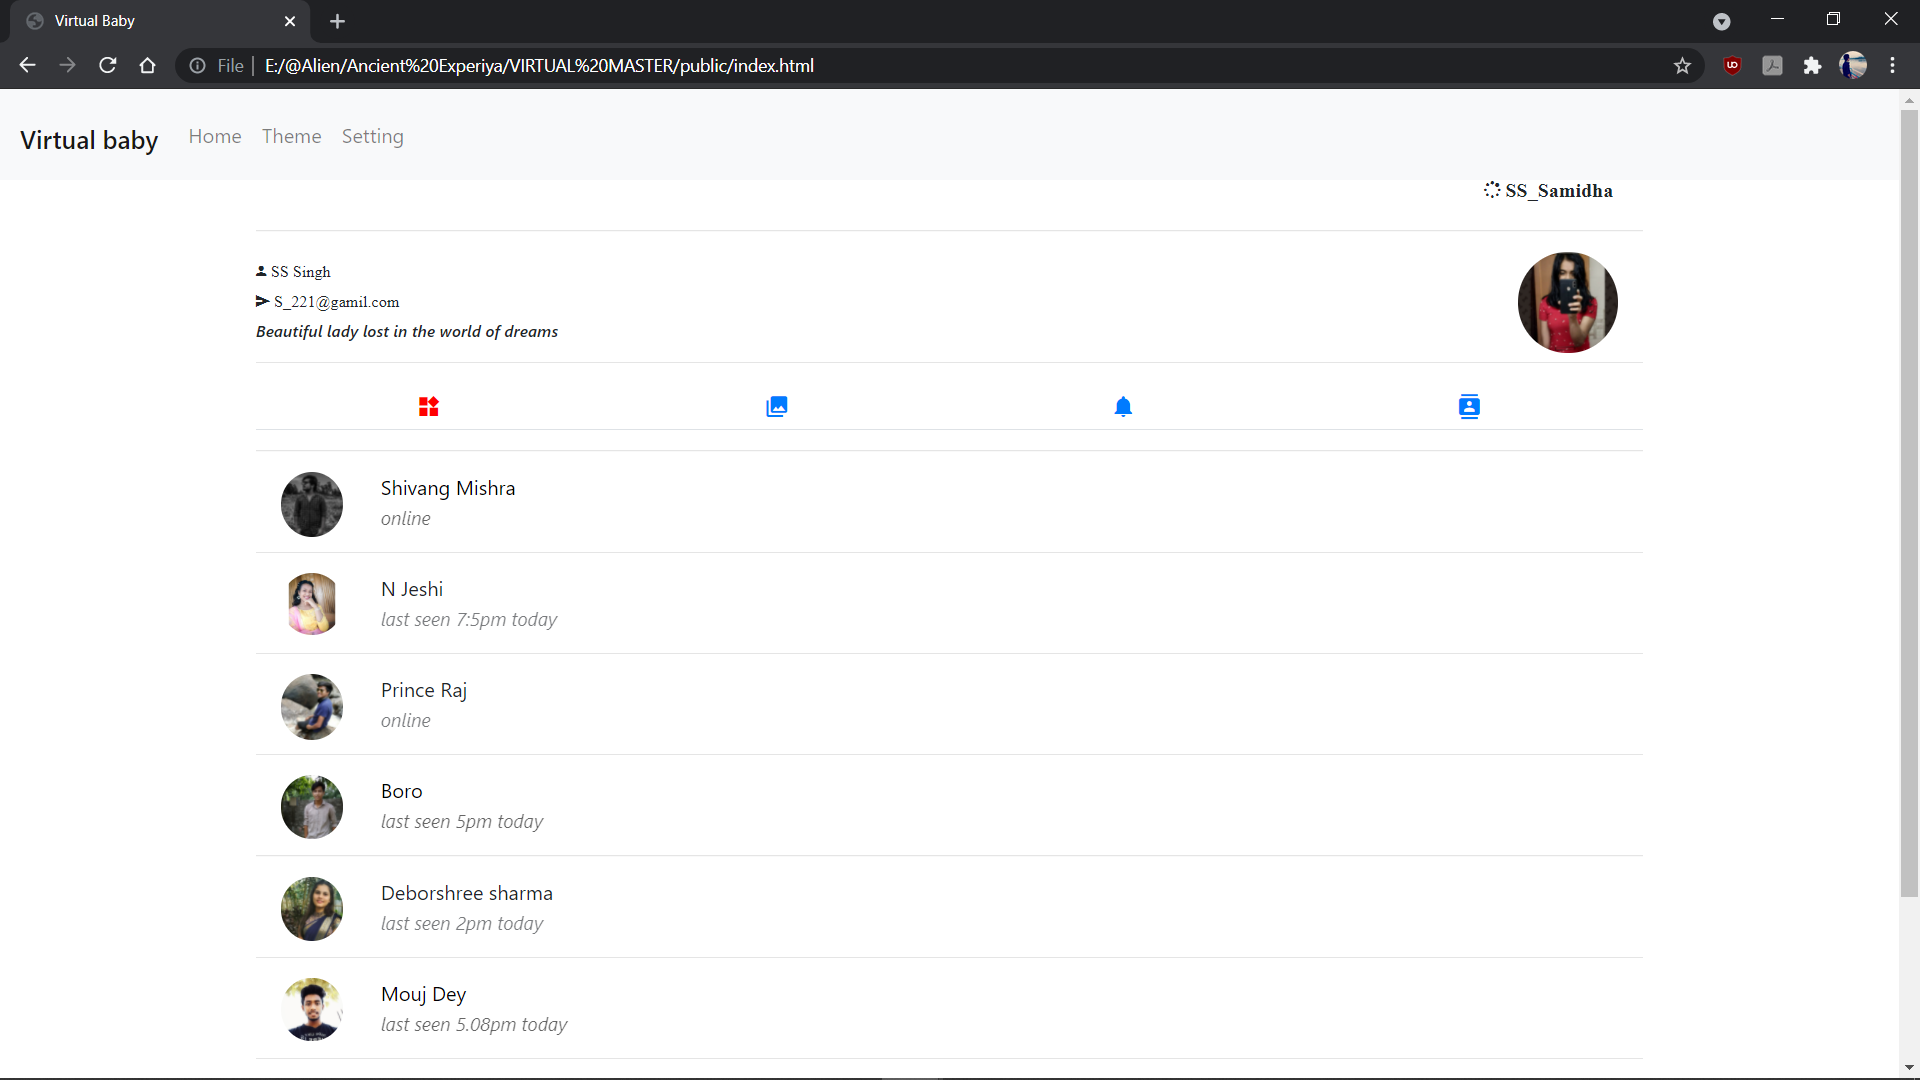 Virtual Baby
File | E:/@Alien/Ancient%20Experiya/VIRTUAL%20MASTER/public/index.html
Virtual baby Home Theme Setting
SS_Samidha
SS Singh
S_221@gamil.com
Beautiful lady lost in the world of dreams
Shivang Mishra
online
N Jeshi
last seen 7:5pm today
Prince Raj
online
Boro
last seen 5pm today
Deborshree sharma
last seen 2pm today
Mouj Dey
last seen 5.08pm today